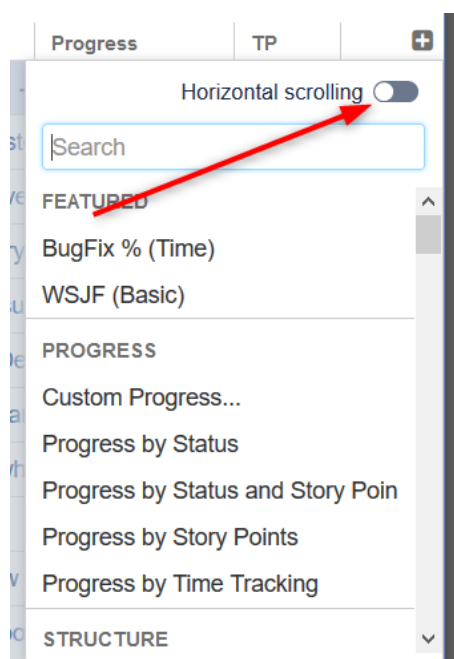 Progress TP
Horizontal scrolling
Search
FEATURED
BugFix % (Time)
WSJF (Basic)
PROGRESS
Custom Progress...
Progress by Status
Progress by Status and Story Poin
Progress by Story Points
Progress by Time Tracking
STRUCTURE